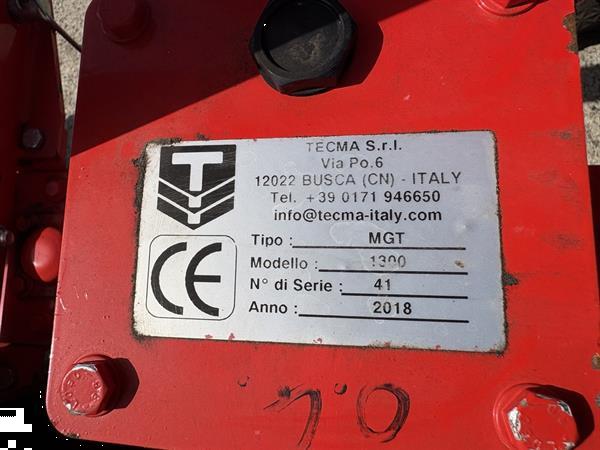 TECMA S.r.l.
Via Po.6
12022 BUSCA (CN) - ITALY
Tel. +39 0171 946650
info@tecma-italy.com
Tipo : MGT
Modello : 1300
N° di Serie : 41
Anno : 2018
CE